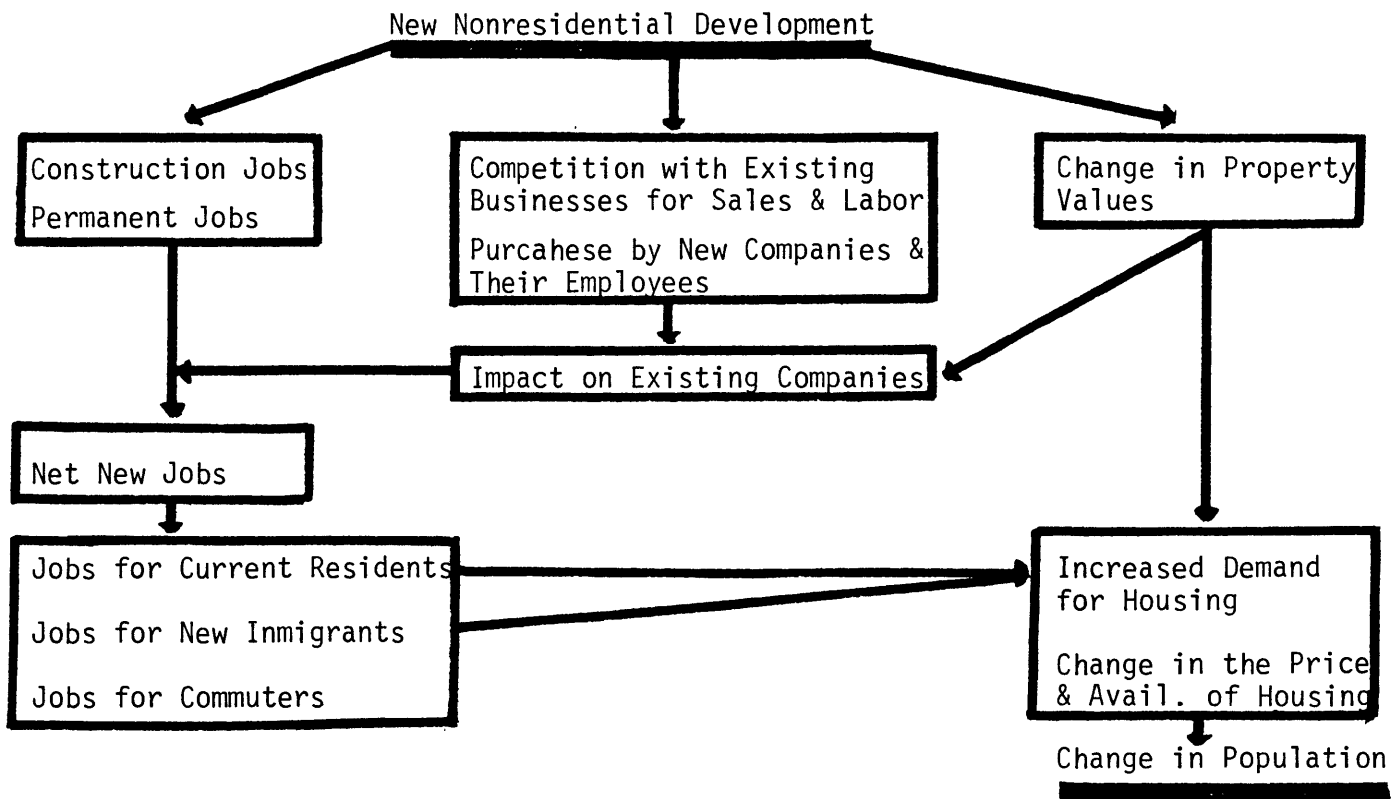 New Nonresidential Development
Construction Jobs
Permanent Jobs
Competition with Existing
Businesses for Sales & Labor
Purcahese by New Companies &
Their Employees
Change in Property
Values
Impact on Existing Companies
Net New Jobs
Jobs for Current Residents
Jobs for New Inmigrants
Jobs for Commuters
Increased Demand
for Housing
Change in the Price
& Avail. of Housing
Change in Population